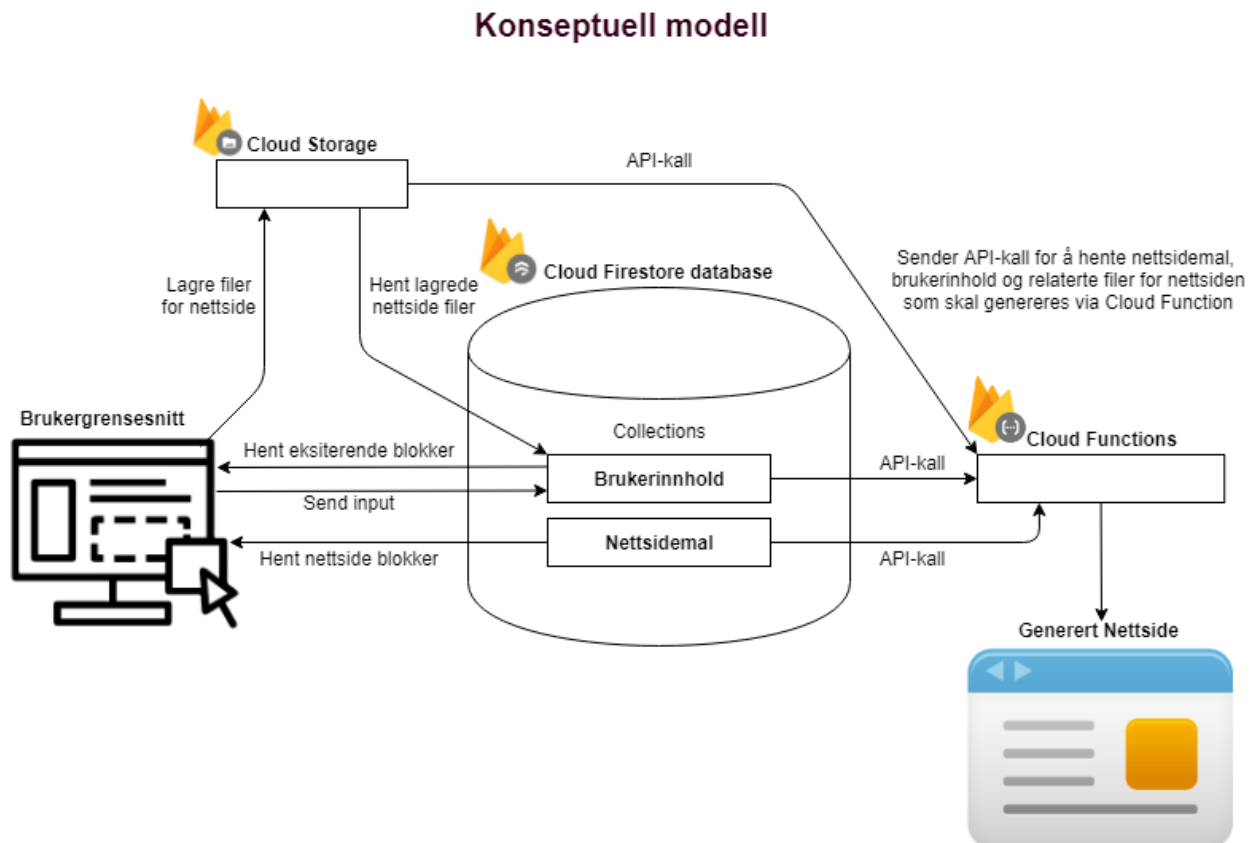 Konseptuell modell
Cloud Storage
API-kall
Lagre filer
for nettside
Hent lagrede
nettside filer
Cloud Firestore database
Sender API-kall for å hente nettsidemal,
brukerinhold og relaterte filer for nettsiden
som skal genereres via Cloud Function
Brukergrensesnitt
Collections
Cloud Functions
Hent eksiterende blokker
Brukerinnhold
API-kall
Send input
Nettsidemal
Hent nettside blokker
API-kall
Generert Nettside